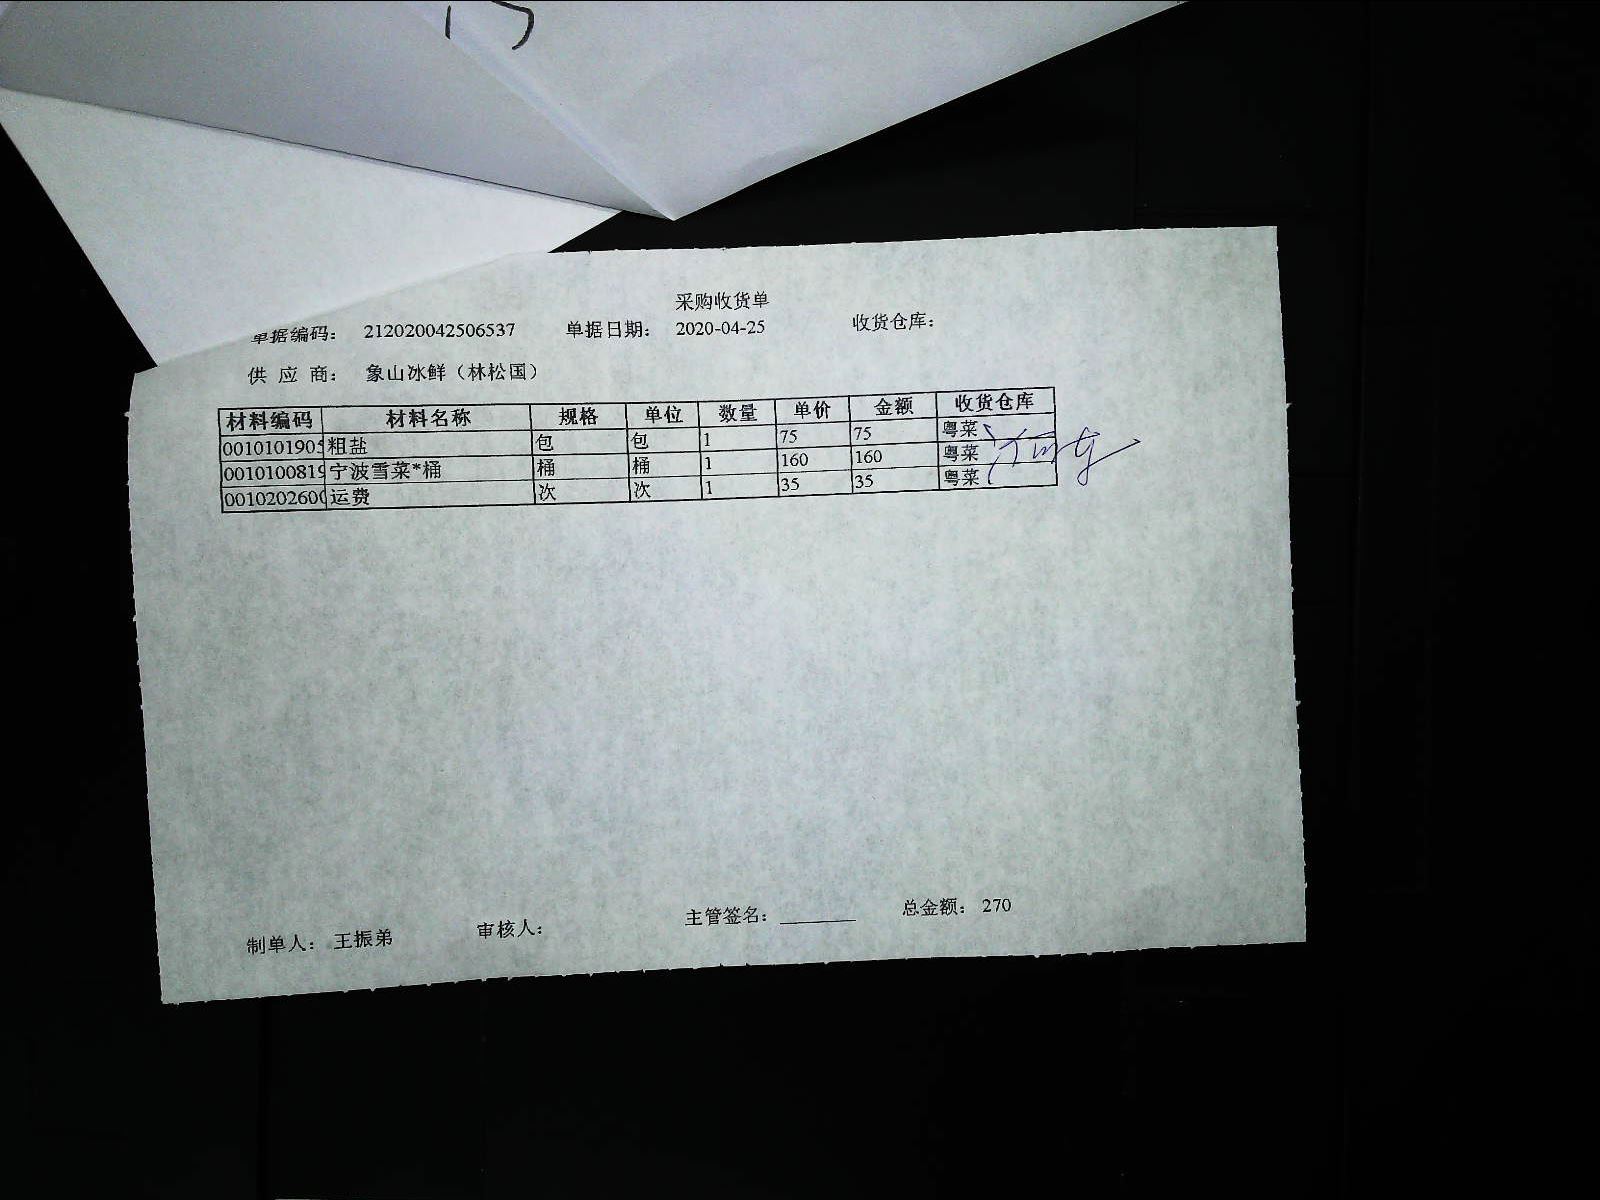 采购收货单
单据编码: 212020042506537 单据日期: 2020-04-25 收货仓库:
供 应 商: 象山冰鲜（林松国）
材料编码 材料名称 规格 单位 数量 单价 金额 收货仓库
0010101905 粗盐 包 包 1 75 75 粤菜
0010100819 宁波雪菜*桶 桶 桶 1 160 160 粤菜
0010202600 运费 次 次 1 35 35 粤菜
制单人: 王振弟 审核人: 主管签名: ________ 总金额: 270